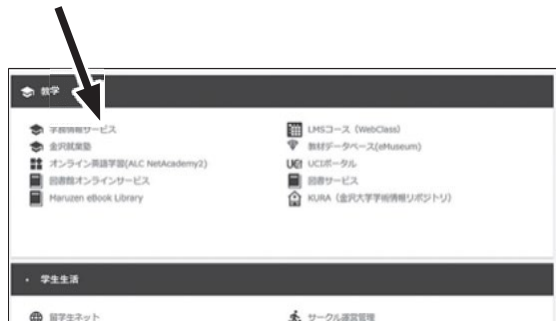 教学
学務情報サービス
金沢就業塾
オンライン英語学習(ALC NetAcademy2)
図書館オンラインサービス
Maruzen eBook Library
LMSコース (WebClass)
教材データベース(eMuseum)
UCIポータル
図書サービス
KURA (金沢大学学術情報リポジトリ)
・ 学生生活
留学生ネット
サークル運営管理